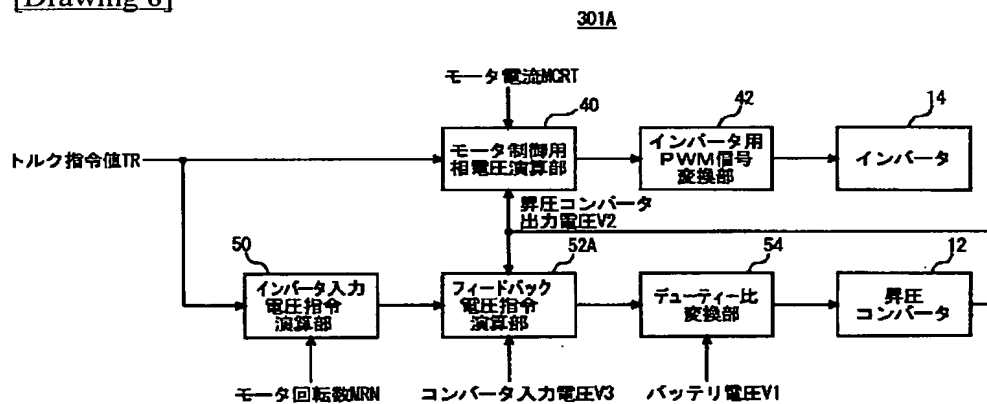 [Drawing 8]
301A
モータ電流MCRT
40
42
14
トルク指令値TR
モータ制御用
相電圧演算部
インバータ用
PWM信号
変換部
インバータ
昇圧コンバータ
出力電圧V2
50
52A
54
12
インバータ入力
電圧指令
演算部
フィードバック
電圧指令
演算部
デューティー比
変換部
昇圧
コンバータ
モータ回転数MRN
コンバータ入力電圧V3
バッテリ電圧V1